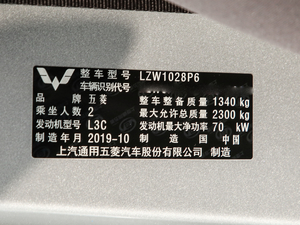 整车型号 LZW1028P6
车辆识别代号
品牌 五菱 整车整备质量 1340 kg
乘坐人数 2 最大允许总质量 2300 kg
发动机型号 L3C 发动机最大净功率 70 kW
制造年月 2019-10 制造国 中国
上汽通用五菱汽车股份有限公司 制造